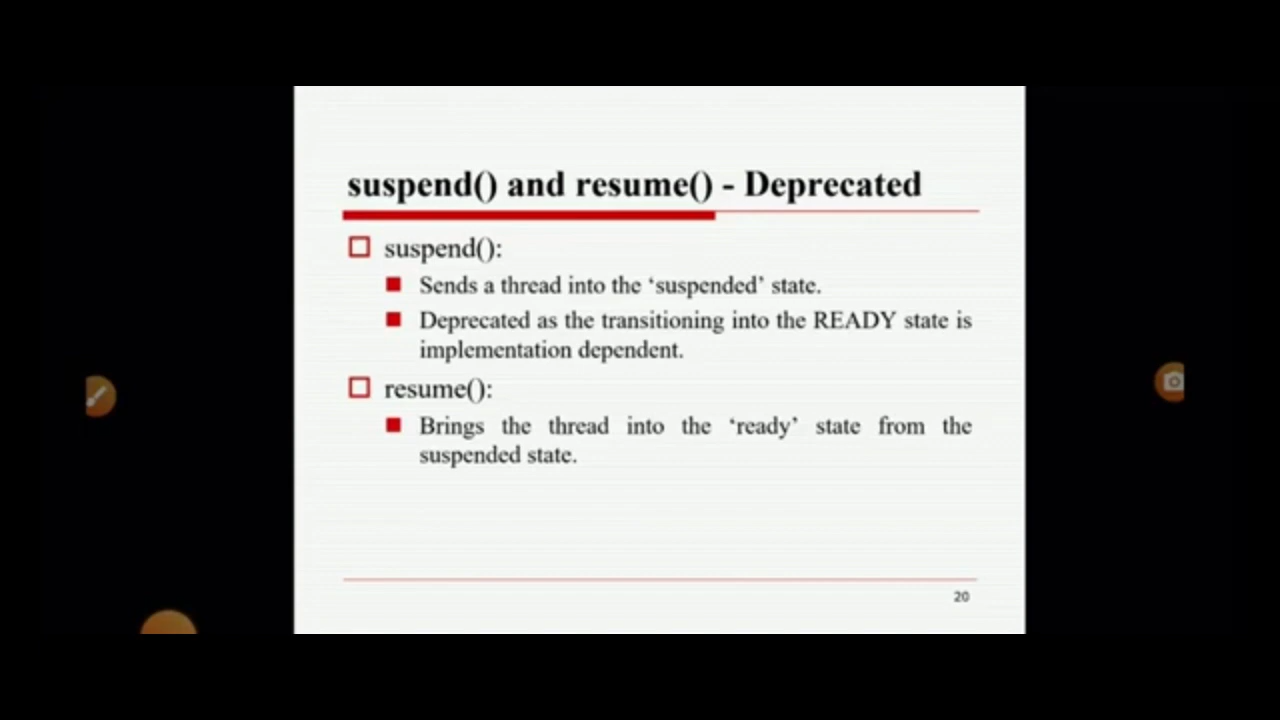 suspend() and resume() - Deprecated
suspend():
Sends a thread into the ‘suspended’ state.
Deprecated as the transitioning into the READY state is
implementation dependent.
resume():
Brings the thread into the ‘ready’ state from the
suspended state.
20